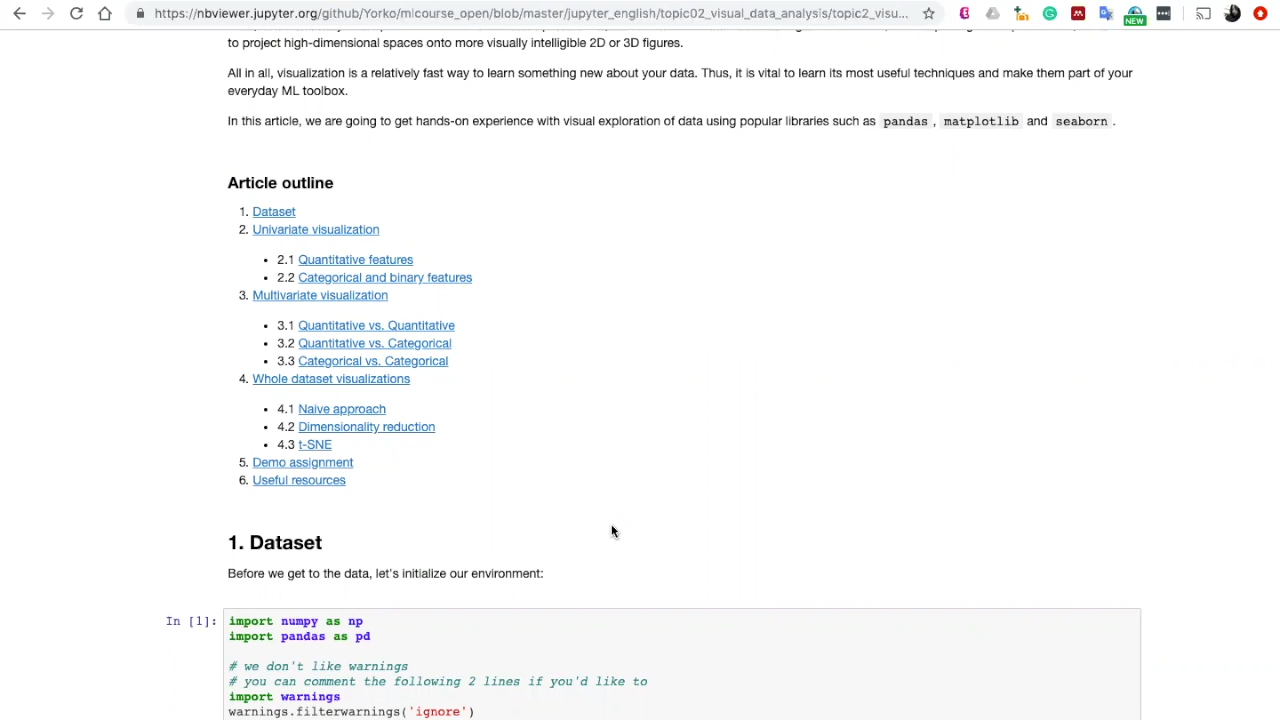 https://nbviewer.jupyter.org/github/Yorko/mlcourse_open/blob/master/jupyter_english/topic02_visual_data_analysis/topic2_visu...
NEW
to project high-dimensional spaces onto more visually intelligible 2D or 3D figures.
All in all, visualization is a relatively fast way to learn something new about your data. Thus, it is vital to learn its most useful techniques and make them part of your
everyday ML toolbox.
In this article, we are going to get hands-on experience with visual exploration of data using popular libraries such as pandas, matplotlib and seaborn.
Article outline
1. Dataset
2. Univariate visualization
• 2.1 Quantitative features
• 2.2 Categorical and binary features
3. Multivariate visualization
• 3.1 Quantitative vs. Quantitative
• 3.2 Quantitative vs. Categorical
• 3.3 Categorical vs. Categorical
4. Whole dataset visualizations
• 4.1 Naive approach
• 4.2 Dimensionality reduction
• 4.3 t-SNE
5. Demo assignment
6. Useful resources
1. Dataset
Before we get to the data, let's initialize our environment:
In [1]: import numpy as np
import pandas as pd
# we don't like warnings
# you can comment the following 2 lines if you'd like to
import warnings
warnings.filterwarnings('ignore')